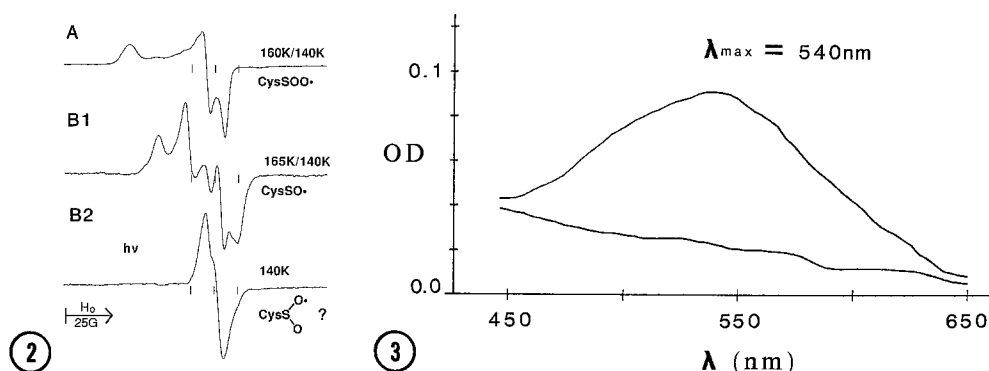 A
160K/140K
CysSOO•
B1
165K/140K
CysSO•
B2
hν
140K
O•
CysS ?
O
H₀
25G
2
λmax = 540nm
0.1
OD
0.0
450 550 650
λ (nm)
3